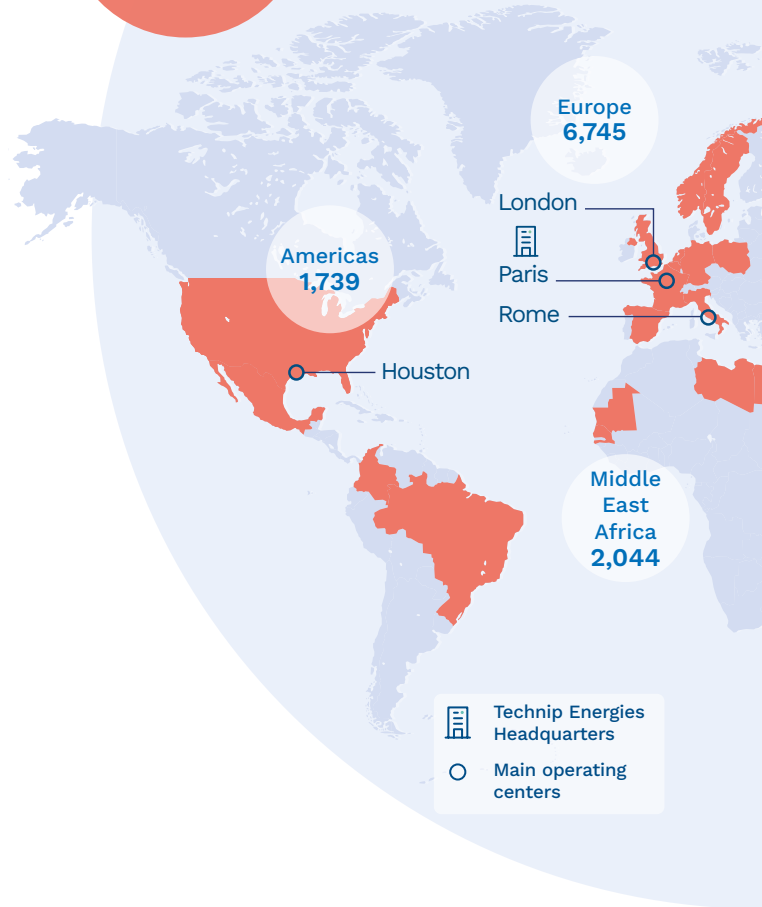 Europe
6,745
London
Paris
Rome
Americas
1,739
Houston
Middle
East
Africa
2,044
Technip Energies
Headquarters
Main operating
centers